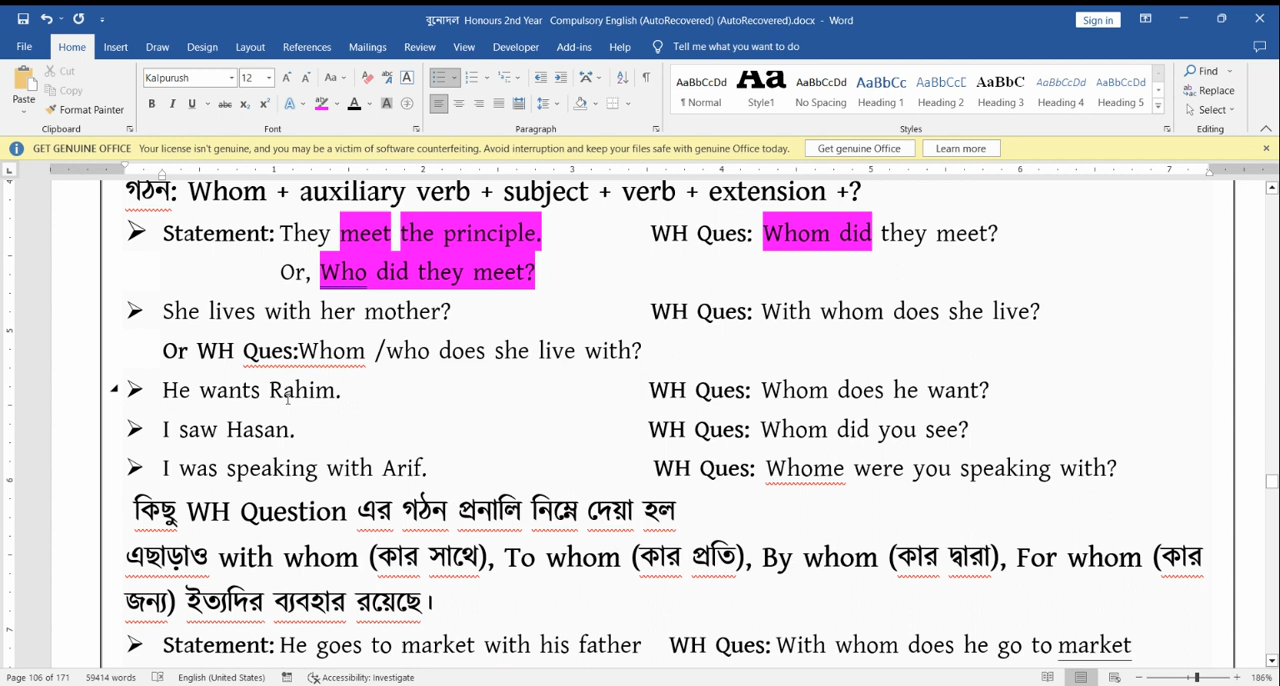 বুনোদল Honours 2nd Year Compulsory English (AutoRecovered) (AutoRecovered).docx - Word
Sign in
File Home Insert Draw Design Layout References Mailings Review View Developer Add-ins Help Tell me what you want to do
Paste Cut Copy Format Painter
Kalpurush 12
¶ Normal Style1 No Spacing Heading 1 Heading 2 Heading 3 Heading 4 Heading 5
Find Replace Select
Clipboard Font Paragraph Styles Editing
GET GENUINE OFFICE Your license isn't genuine, and you may be a victim of software counterfeiting. Avoid interruption and keep your files safe with genuine Office today. Get genuine Office Learn more
গঠন: Whom + auxiliary verb + subject + verb + extension +?
Statement: They meet the principle. WH Ques: Whom did they meet?
Or, Who did they meet?
She lives with her mother? WH Ques: With whom does she live?
Or WH Ques:Whom /who does she live with?
He wants Rahim. WH Ques: Whom does he want?
I saw Hasan. WH Ques: Whom did you see?
I was speaking with Arif. WH Ques: Whome were you speaking with?
কিছু WH Question এর গঠন প্রনালি নিম্নে দেয়া হল
এছাড়াও with whom (কার সাথে), To whom (কার প্রতি), By whom (কার দ্বারা), For whom (কার
জন্য) ইত্যদির ব্যবহার রয়েছে।
Statement: He goes to market with his father WH Ques: With whom does he go to market
Page 106 of 171 59414 words English (United States) Accessibility: Investigate 186%